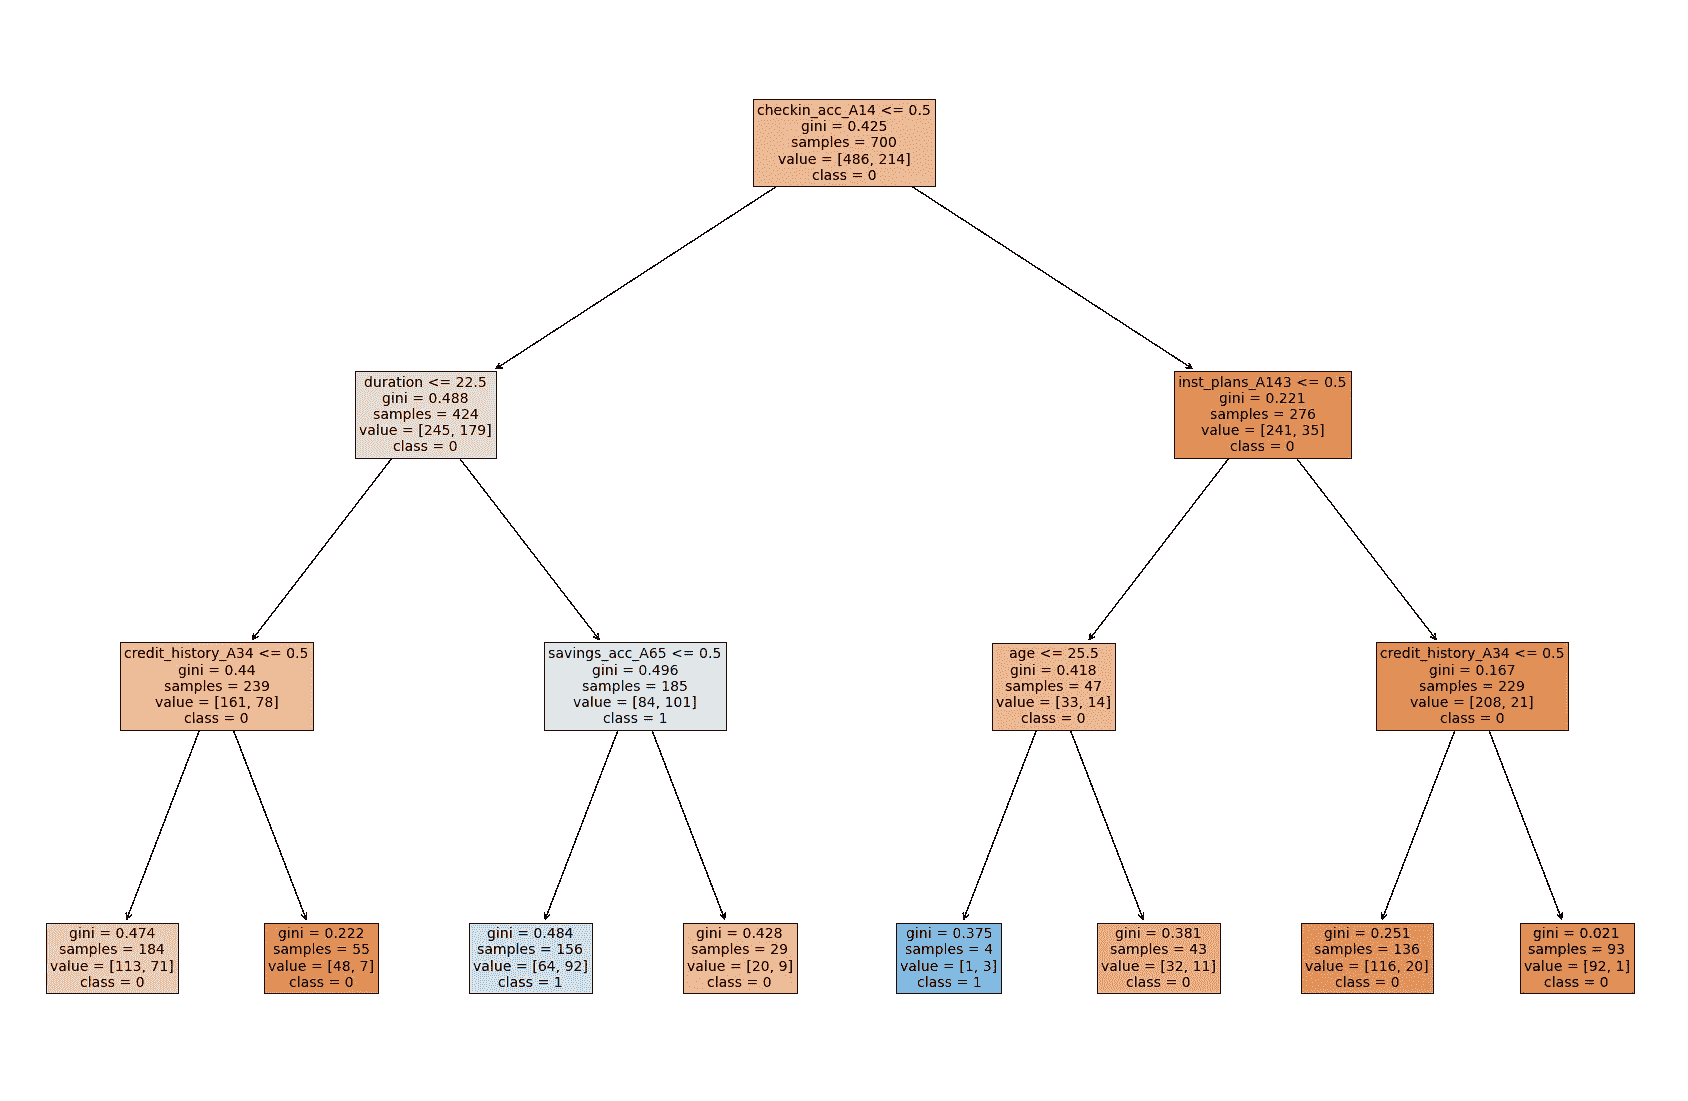 checkin_acc_A14 <= 0.5
gini = 0.425
samples = 700
value = [486, 214]
class = 0
duration <= 22.5
gini = 0.488
samples = 424
value = [245, 179]
class = 0
inst_plans_A143 <= 0.5
gini = 0.221
samples = 276
value = [241, 35]
class = 0
credit_history_A34 <= 0.5
gini = 0.44
samples = 239
value = [161, 78]
class = 0
savings_acc_A65 <= 0.5
gini = 0.496
samples = 185
value = [84, 101]
class = 1
age <= 25.5
gini = 0.418
samples = 47
value = [33, 14]
class = 0
credit_history_A34 <= 0.5
gini = 0.167
samples = 229
value = [208, 21]
class = 0
gini = 0.474
samples = 184
value = [113, 71]
class = 0
gini = 0.222
samples = 55
value = [48, 7]
class = 0
gini = 0.484
samples = 156
value = [64, 92]
class = 1
gini = 0.428
samples = 29
value = [20, 9]
class = 0
gini = 0.375
samples = 4
value = [1, 3]
class = 1
gini = 0.381
samples = 43
value = [32, 11]
class = 0
gini = 0.251
samples = 136
value = [116, 20]
class = 0
gini = 0.021
samples = 93
value = [92, 1]
class = 0